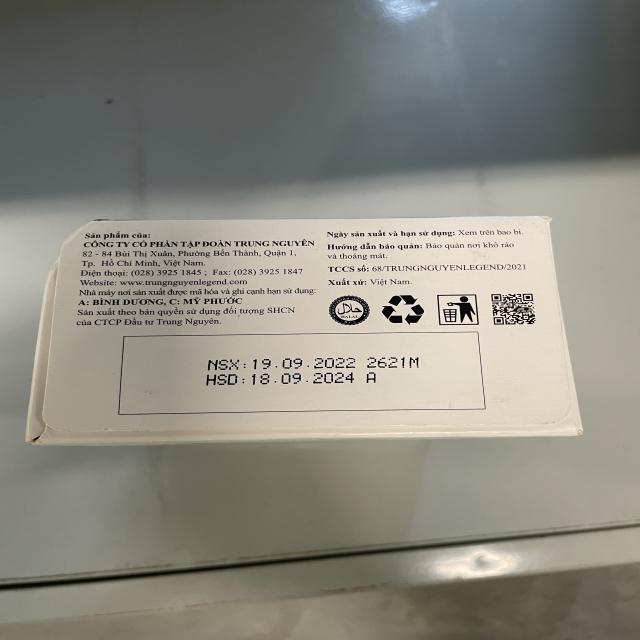 Sản phẩm của:
CÔNG TY CỔ PHẦN TẬP ĐOÀN TRUNG NGUYÊN
82 - 84 Bùi Thị Xuân, Phường Bến Thành, Quận 1,
Tp. Hồ Chí Minh, Việt Nam.
Điện thoại: (028) 3925 1845 ; Fax: (028) 3925 1847
Website: www.trungnguyenlegend.com
Nhà máy nơi sản xuất được mã hóa và ghi cạnh hạn sử dụng:
A: BÌNH DƯƠNG, C: MỸ PHƯỚC
Sản xuất theo bản quyền sử dụng đối tượng SHCN
của CTCP Đầu tư Trung Nguyên.
Ngày sản xuất và hạn sử dụng: Xem trên bao bì.
Hướng dẫn bảo quản: Bảo quản nơi khô ráo
và thoáng mát.
TCCS số: 68/TRUNGNGUYENLEGEND/2021
Xuất xứ: Việt Nam.
حلال
HALAL
NSX:19.09.2022 2621M
HSD:18.09.2024 A